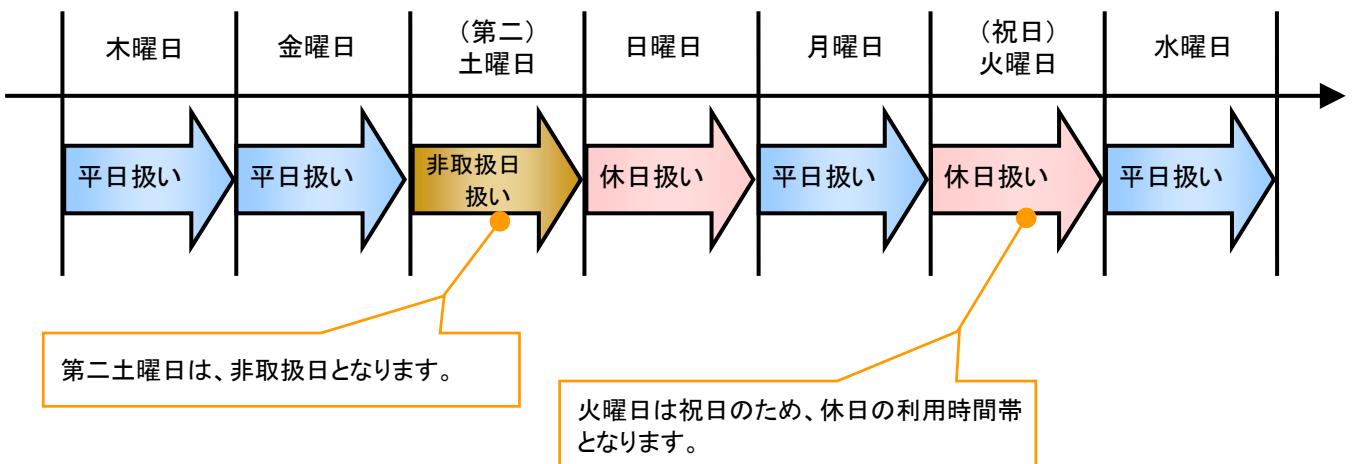 木曜日
金曜日
（第二）
土曜日
日曜日
月曜日
（祝日）
火曜日
水曜日
平日扱い
平日扱い
非取扱日
扱い
休日扱い
平日扱い
休日扱い
平日扱い
第二土曜日は、非取扱日となります。
火曜日は祝日のため、休日の利用時間帯
となります。